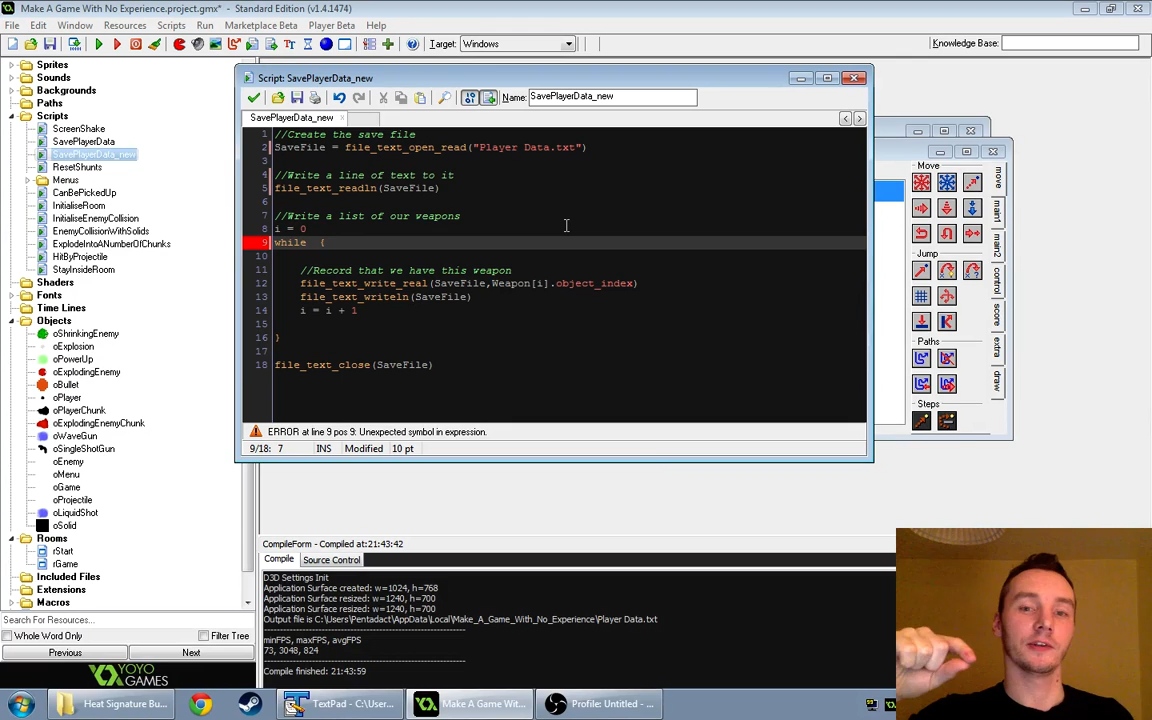 Make A Game With No Experience.project.gmx* - Standard Edition (v1.4.1474)
File Edit Window Resources Scripts Run Marketplace Beta Player Beta Help
Target: Windows
Knowledge Base:
Sprites
Sounds
Backgrounds
Paths
Scripts
ScreenShake
SavePlayerData
SavePlayerData_new
ResetShunts
Menus
CanBePickedUp
InitialiseRoom
InitialiseEnemyCollision
EnemyCollisionWithSolids
ExplodeIntoANumberOfChunks
HitByProjectile
StayInsideRoom
Shaders
Fonts
Time Lines
Objects
oShrinkingEnemy
oExplosion
oPowerUp
oExplodingEnemy
oBullet
oPlayer
oPlayerChunk
oExplodingEnemyChunk
oWaveGun
oSingleShotGun
oEnemy
oMenu
oGame
oProjectile
oLiquidShot
oSolid
Rooms
rStart
rGame
Included Files
Extensions
Macros
Search For Resources...
Whole Word Only Filter Tree
Previous Next
YOYO GAMES
Script: SavePlayerData_new
Name: SavePlayerData_new
SavePlayerData_new
1 //Create the save file
2 SaveFile = file_text_open_read("Player Data.txt")
3
4 //Write a line of text to it
5 file_text_readln(SaveFile)
6
7 //Write a list of our weapons
8 i = 0
9 while  {
10
11 //Record that we have this weapon
12 file_text_write_real(SaveFile,Weapon[i].object_index)
13 file_text_writeln(SaveFile)
14 i = i + 1
15
16 }
17
18 file_text_close(SaveFile)
ERROR at line 9 pos 9: Unexpected symbol in expression.
9/18: 7 INS Modified 10 pt
Move
Jump
Paths
Steps
move
main1
main2
control
score
extra
draw
CompileForm - Compiled at:21:43:42
Compile Source Control
D3D Settings Init
Application Surface created: w=1024, h=768
Application Surface resized: w=1240, h=700
Application Surface resized: w=1240, h=700
Output file is C:\Users\Pentadact\AppData\Local\Make_A_Game_With_No_Experience\Player Data.txt
minFPS, maxFPS, avgFPS
73, 3048, 824
Compile finished: 21:43:59
Heat Signature Bu...
TextPad - C:\User...
Make A Game Wit...
Profile: Untitled - ...